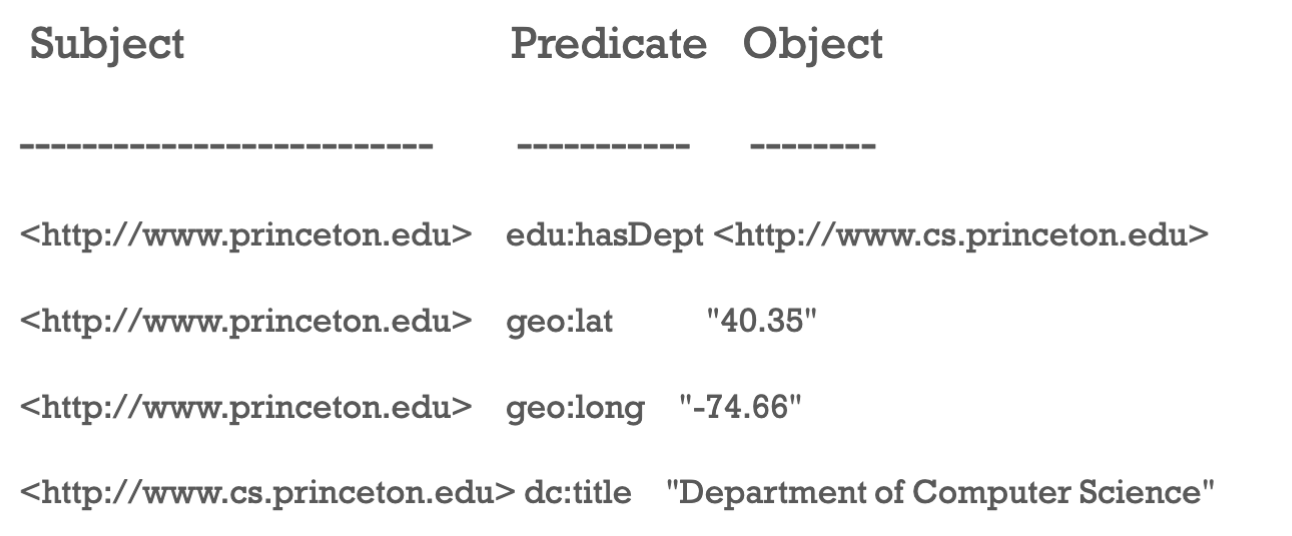 Subject Predicate Object
-------------------------- ----------- --------
<http://www.princeton.edu> edu:hasDept <http://www.cs.princeton.edu>
<http://www.princeton.edu> geo:lat "40.35"
<http://www.princeton.edu> geo:long "-74.66"
<http://www.cs.princeton.edu> dc:title "Department of Computer Science"